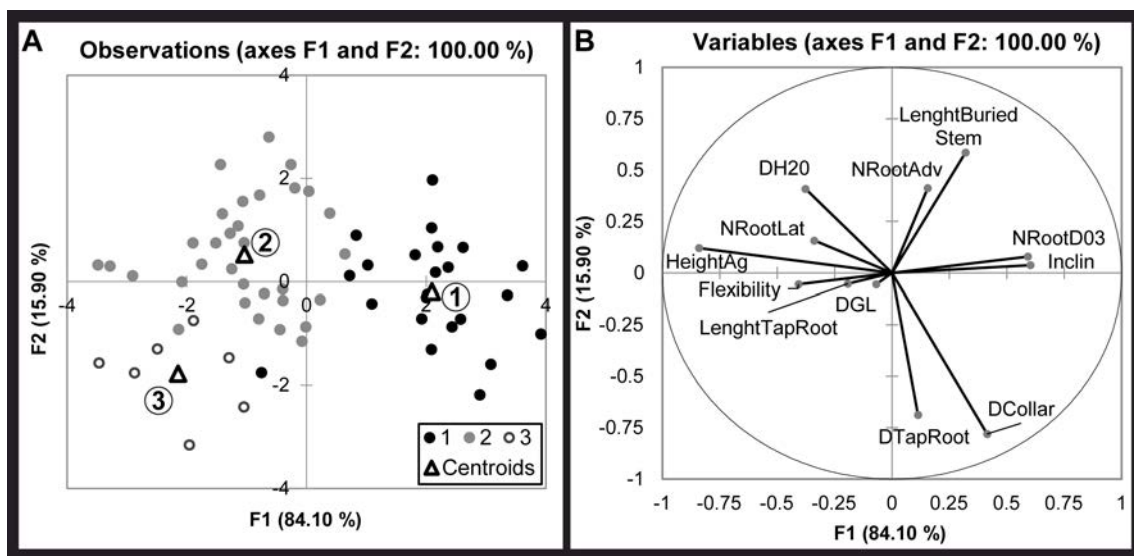 A
Observations (axes F1 and F2: 100.00 %)
4
2
0
-2
-4
-4
-2
0
2
4
F2 (15.90 %)
F1 (84.10 %)
2
1
3
1 2 3
Centroids
B
Variables (axes F1 and F2: 100.00 %)
1
0.75
0.5
0.25
0
-0.25
-0.5
-0.75
-1
-1 -0.75 -0.5 -0.25 0 0.25 0.5 0.75 1
F2 (15.90 %)
F1 (84.10 %)
LenghtBuried
Stem
DH20
NRootAdv
NRootLat
HeightAg
NRootD03
Inclin
Flexibility
DGL
LenghtTapRoot
DCollar
DTapRoot